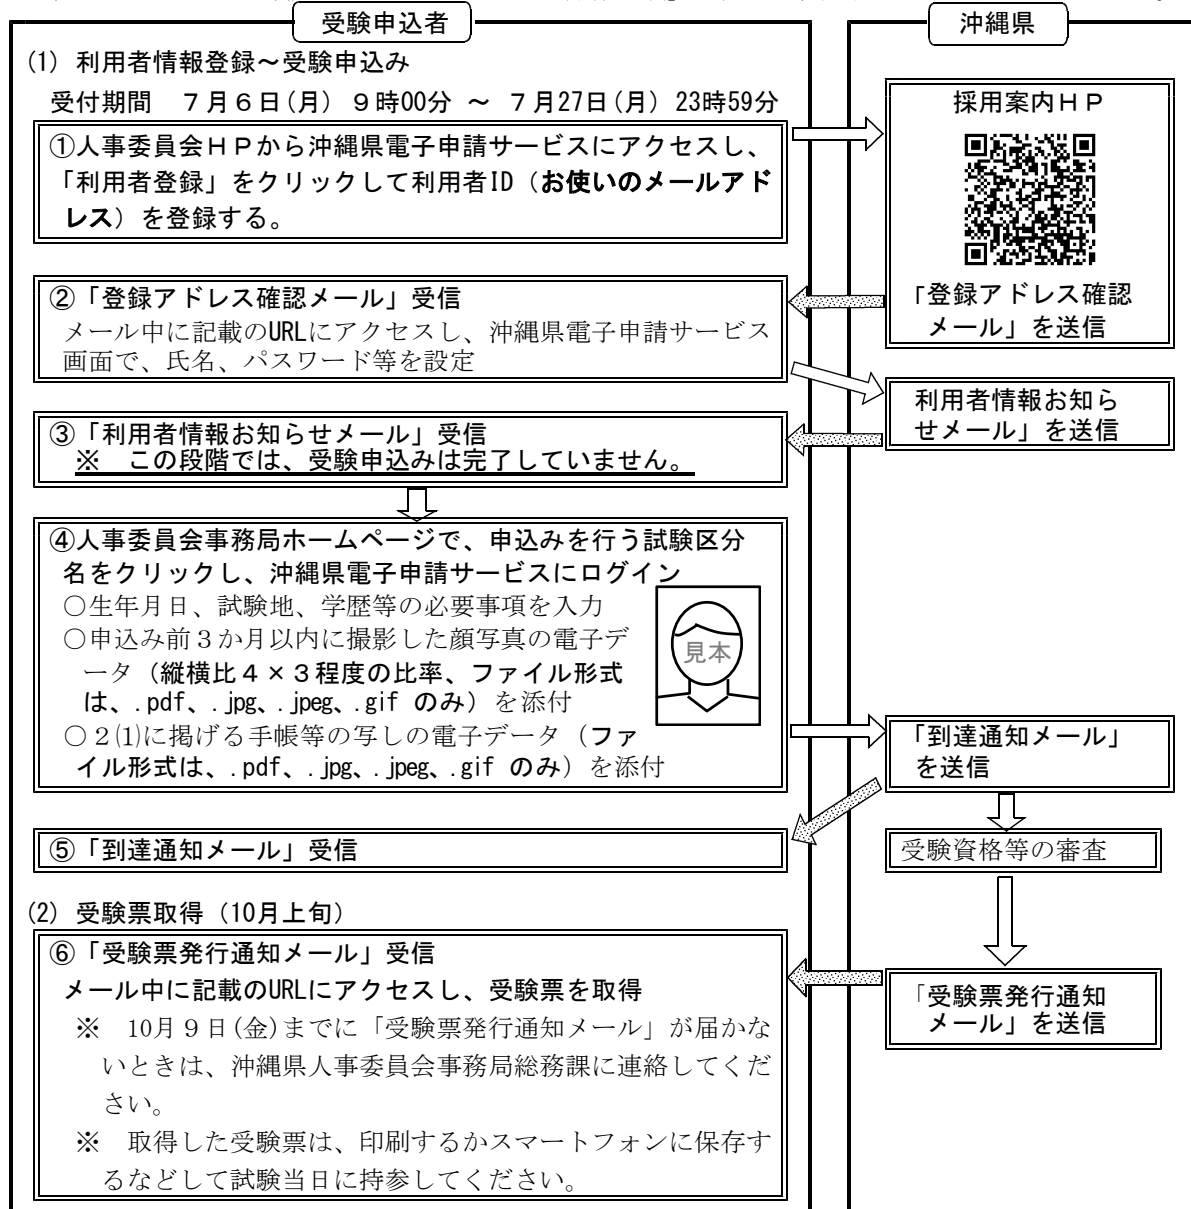 受験申込者
沖縄県
(1) 利用者情報登録～受験申込み
受付期間　７月６日(月) ９時00分 ～ ７月27日(月) 23時59分
①人事委員会ＨＰから沖縄県電子申請サービスにアクセスし、
「利用者登録」をクリックして利用者ID（お使いのメールアド
レス）を登録する。
採用案内ＨＰ
「登録アドレス確認
メール」を送信
②「登録アドレス確認メール」受信
メール中に記載のURLにアクセスし、沖縄県電子申請サービス
画面で、氏名、パスワード等を設定
利用者情報お知ら
せメール」を送信
③「利用者情報お知らせメール」受信
※　この段階では、受験申込みは完了していません。
④人事委員会事務局ホームページで、申込みを行う試験区分
名をクリックし、沖縄県電子申請サービスにログイン
○生年月日、試験地、学歴等の必要事項を入力
○申込み前３か月以内に撮影した顔写真の電子デ
ータ（縦横比４×３程度の比率、ファイル形式
は、.pdf、.jpg、.jpeg、.gif のみ）を添付
見本
○２(1)に掲げる手帳等の写しの電子データ（ファ
イル形式は、.pdf、.jpg、.jpeg、.gif のみ）を添付
「到達通知メール」
を送信
⑤「到達通知メール」受信
受験資格等の審査
(2) 受験票取得（10月上旬）
⑥「受験票発行通知メール」受信
メール中に記載のURLにアクセスし、受験票を取得
※　10月９日(金)までに「受験票発行通知メール」が届かな
いときは、沖縄県人事委員会事務局総務課に連絡してくだ
さい。
※　取得した受験票は、印刷するかスマートフォンに保存す
るなどして試験当日に持参してください。
「受験票発行通知
メール」を送信